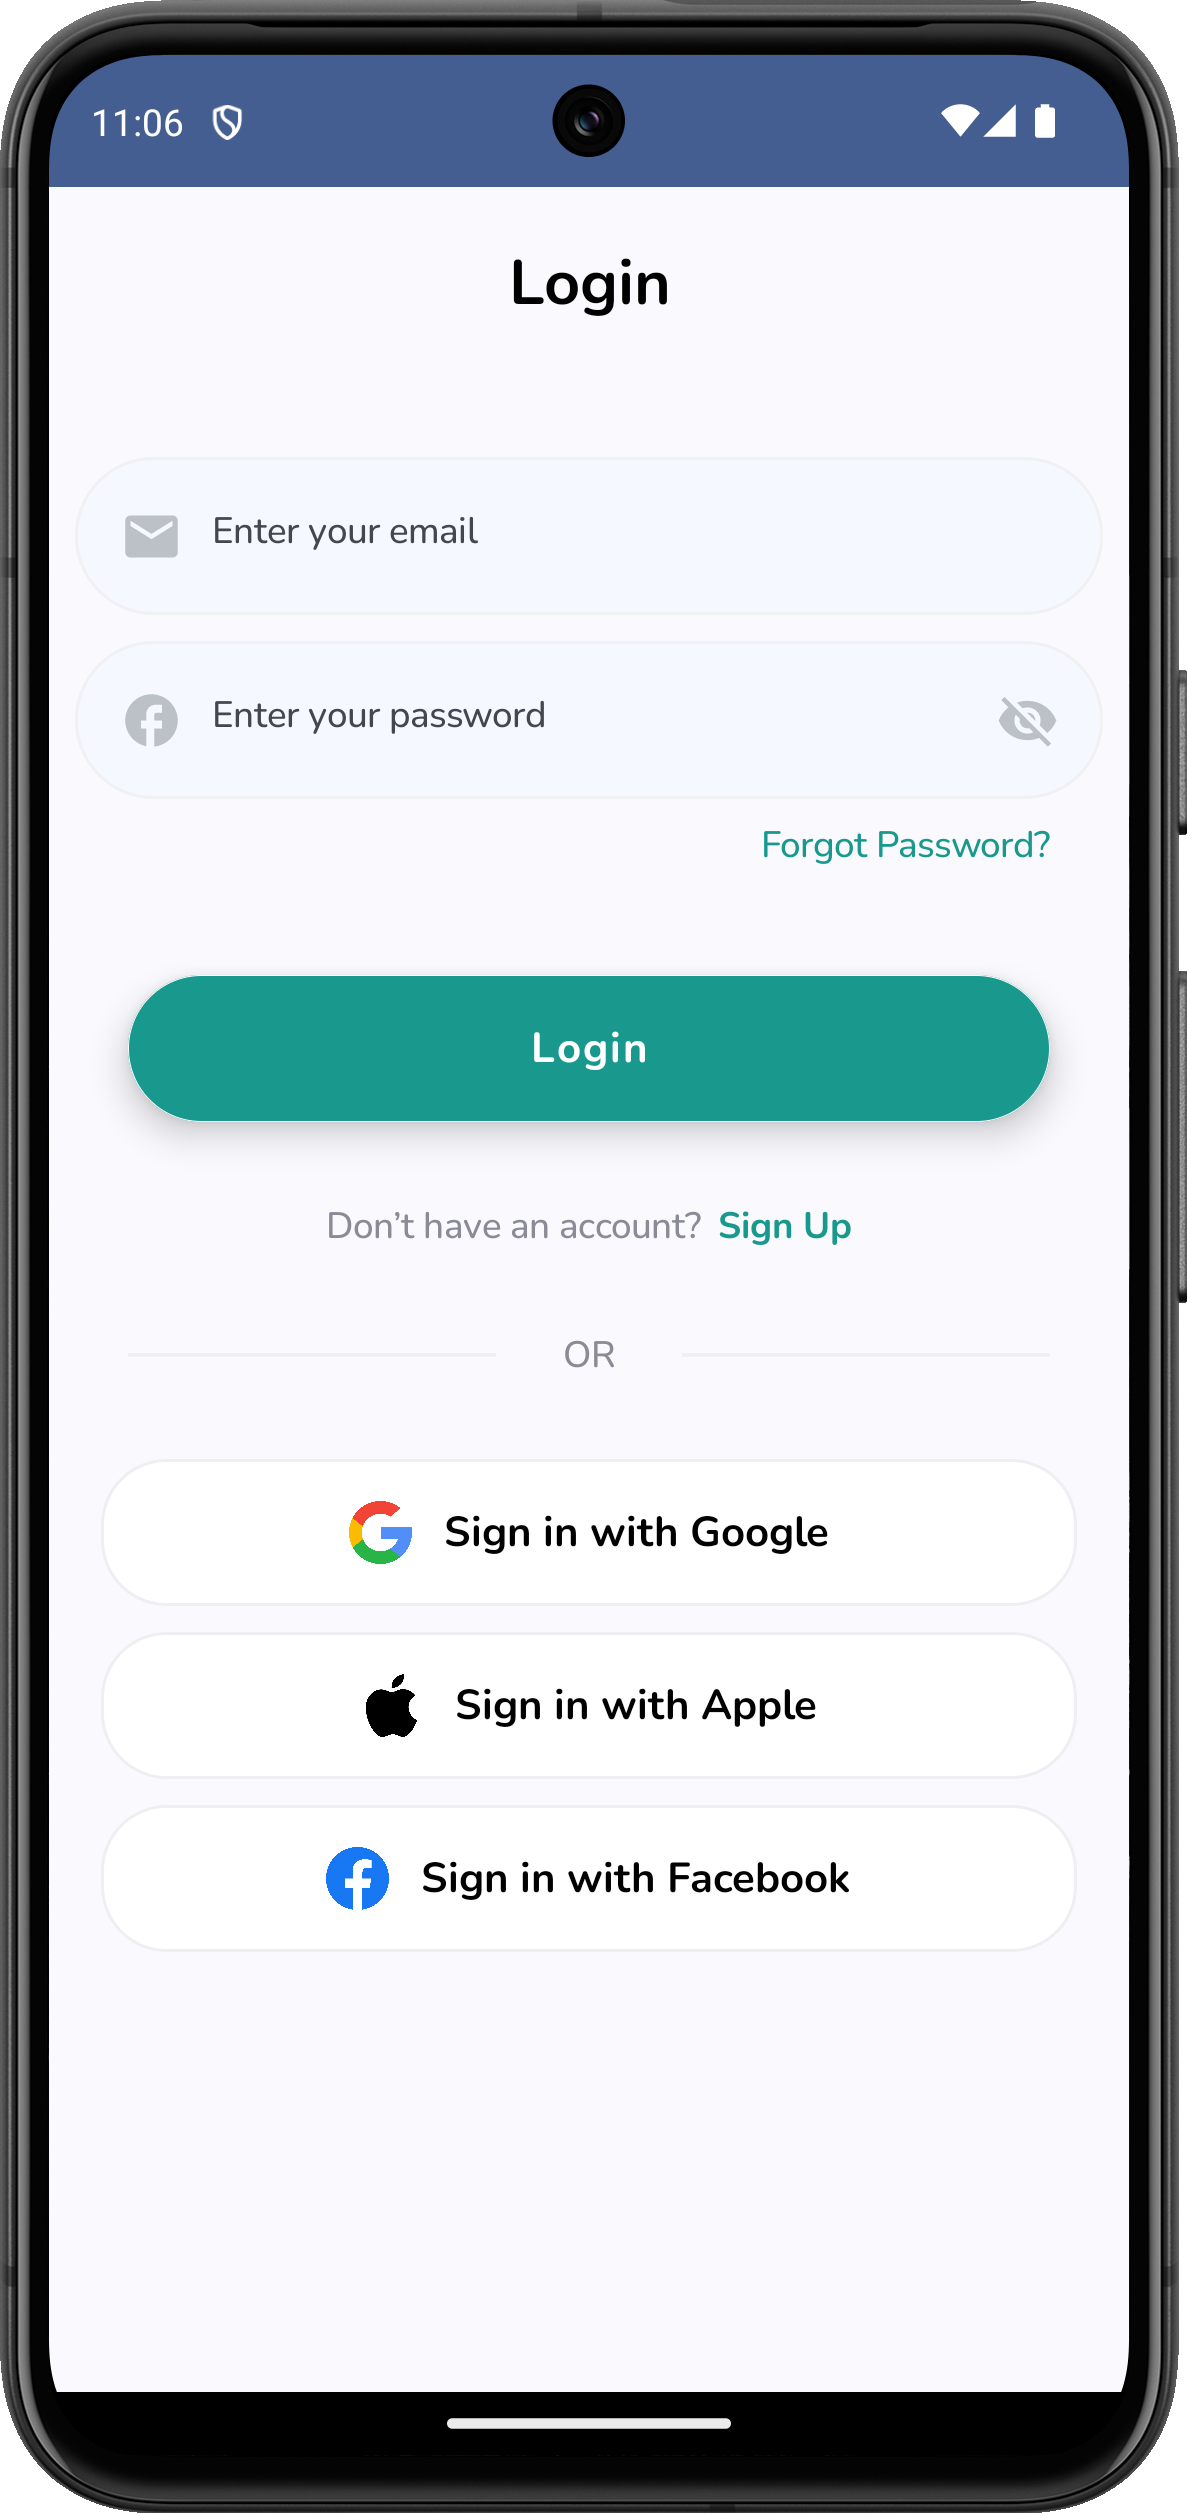 11:06
Login
Enter your email
Enter your password
Forgot Password?
Login
Don’t have an account? Sign Up
OR
Sign in with Google
Sign in with Apple
Sign in with Facebook